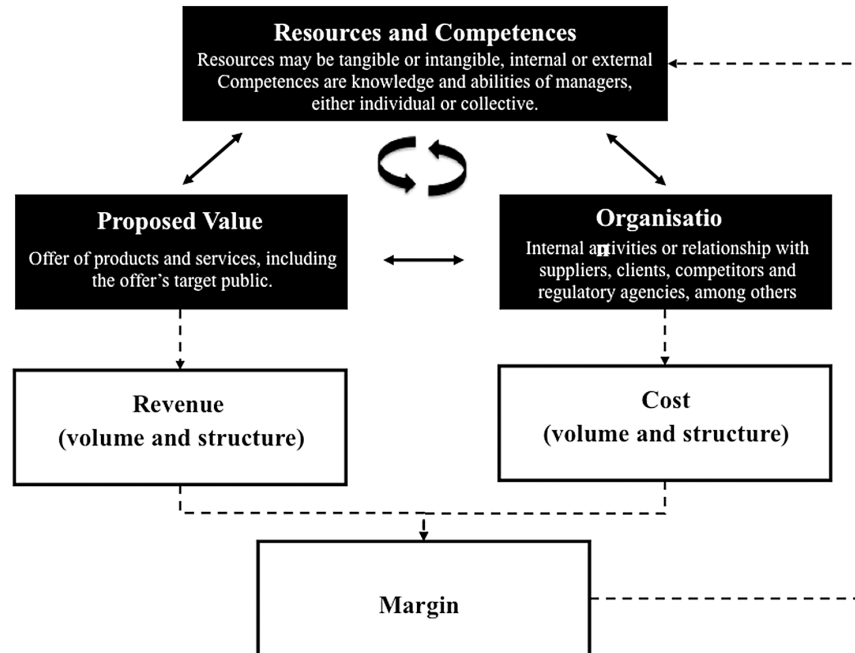 Resources and Competences
Resources may be tangible or intangible, internal or external
Competences are knowledge and abilities of managers,
either individual or collective.
Proposed Value
Offer of products and services, including
the offer's target public.
Organisatio
n
Internal activities or relationship with
suppliers, clients, competitors and
regulatory agencies, among others
Revenue
(volume and structure)
Cost
(volume and structure)
Margin